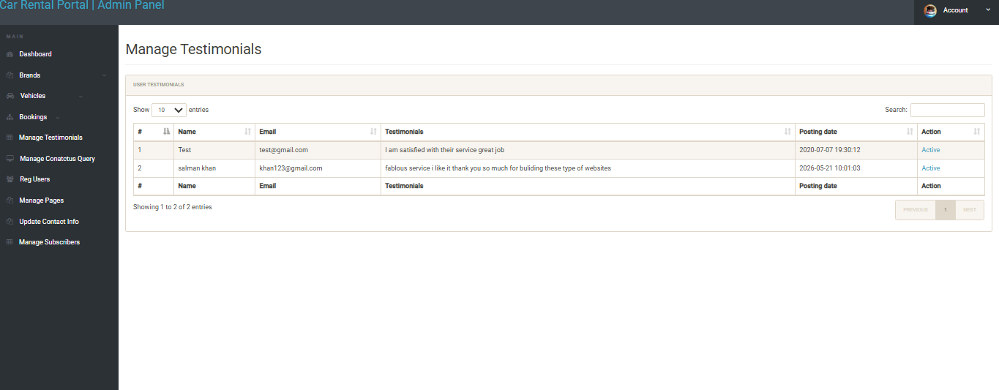 Car Rental Portal | Admin Panel
Account
MAIN
Dashboard
Brands
Vehicles
Bookings
Manage Testimonials
Manage Conatctus Query
Reg Users
Manage Pages
Update Contact Info
Manage Subscribers
Manage Testimonials
USER TESTIMONIALS
Show 10 entries Search:
# Name Email Testimonials Posting date Action
1 Test test@gmail.com I am satisfied with their service great job 2020-07-07 19:30:12 Active
2 salman khan khan123@gmail.com fablous service i like it thank you so much for buliding these type of websites 2026-05-21 10:01:03 Active
# Name Email Testimonials Posting date Action
Showing 1 to 2 of 2 entries PREVIOUS 1 NEXT